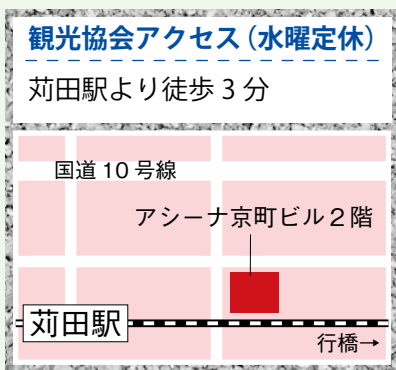 観光協会アクセス(水曜定休)
苅田駅より徒歩3分
国道10号線
アシーナ京町ビル2階
苅田駅
行橋→